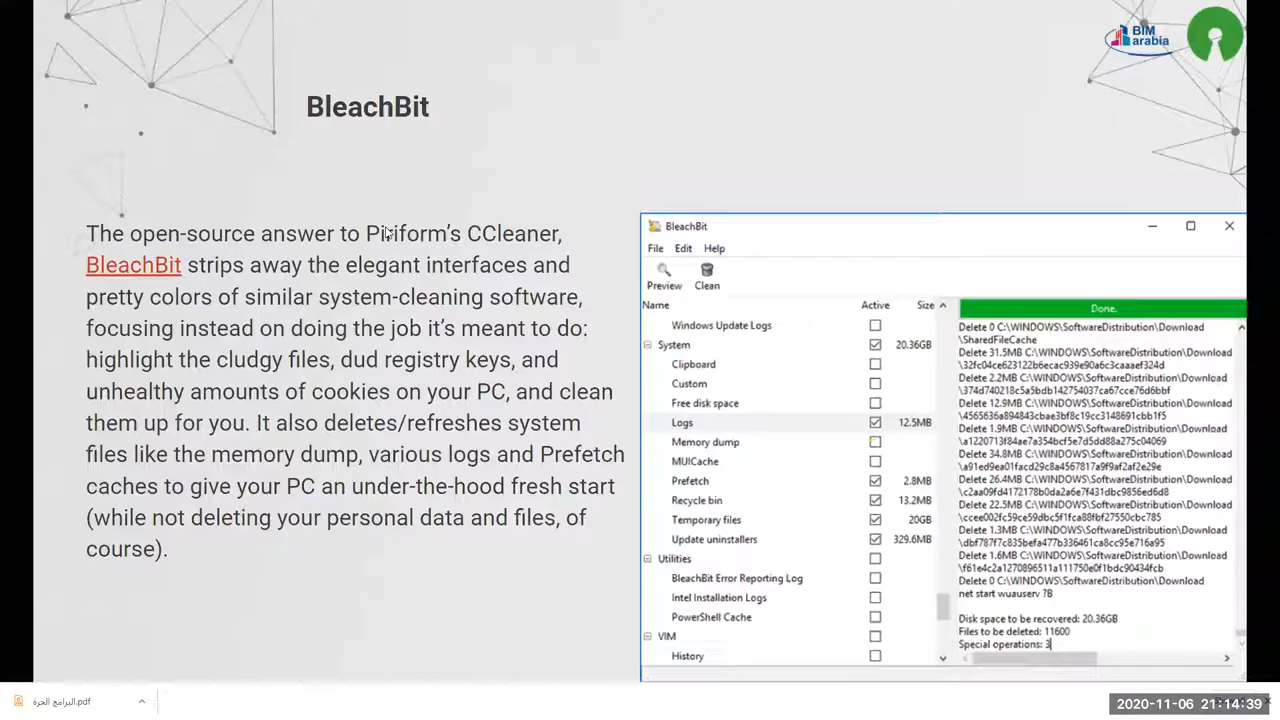 BIM
arabia
BleachBit
The open-source answer to Piriform's CCleaner,
BleachBit strips away the elegant interfaces and
pretty colors of similar system-cleaning software,
focusing instead on doing the job it's meant to do:
highlight the cludgy files, dud registry keys, and
unhealthy amounts of cookies on your PC, and clean
them up for you. It also deletes/refreshes system
files like the memory dump, various logs and Prefetch
caches to give your PC an under-the-hood fresh start
(while not deleting your personal data and files, of
course).
BleachBit
File Edit Help
Preview Clean
Name Active Size
Windows Update Logs
System 20.36GB
Clipboard
Custom
Free disk space
Logs 12.5MB
Memory dump
MUICache
Prefetch 2.8MB
Recycle bin 13.2MB
Temporary files 20GB
Update uninstallers 329.6MB
Utilities
BleachBit Error Reporting Log
Intel Installation Logs
PowerShell Cache
VIM
History
Done.
Delete 0 C:\WINDOWS\SoftwareDistribution\Download
\SharedFileCache
Delete 31.5MB C:\WINDOWS\SoftwareDistribution\Download
\32fc04ce623122b6ecac939e90a6c3caaaef324d
Delete 2.2MB C:\WINDOWS\SoftwareDistribution\Download
\374d740218c5a5bdb142754037ca67cce76d6bbf
Delete 12.9MB C:\WINDOWS\SoftwareDistribution\Download
\4565636a894843cbae3bf8c19cc3148691cbb1f5
Delete 1.9MB C:\WINDOWS\SoftwareDistribution\Download
\a1220713f84ae7a354bcf5e7d5dd88a275c04069
Delete 34.8MB C:\WINDOWS\SoftwareDistribution\Download
\a91ed9ea01facd29c8a4567817a9f9af2af2e29e
Delete 26.4MB C:\WINDOWS\SoftwareDistribution\Download
\c2aa09fd4172178b0da2a6e7f431dbc9856ed6d8
Delete 22.5MB C:\WINDOWS\SoftwareDistribution\Download
\ccee002fc59ce59dbc5f1fca88fbf27550cbc785
Delete 1.3MB C:\WINDOWS\SoftwareDistribution\Download
\dbf787f7c835befa477b336461ca8cc95e716a95
Delete 1.6MB C:\WINDOWS\SoftwareDistribution\Download
\f61e4c2a1270896511a111750e0f1bdc90434fcb
Delete 0 C:\WINDOWS\SoftwareDistribution\Download
net start wuauserv ?B
Disk space to be recovered: 20.36GB
Files to be deleted: 11600
Special operations: 3
البرامج الحرة.pdf
2020-11-06 21:14:39